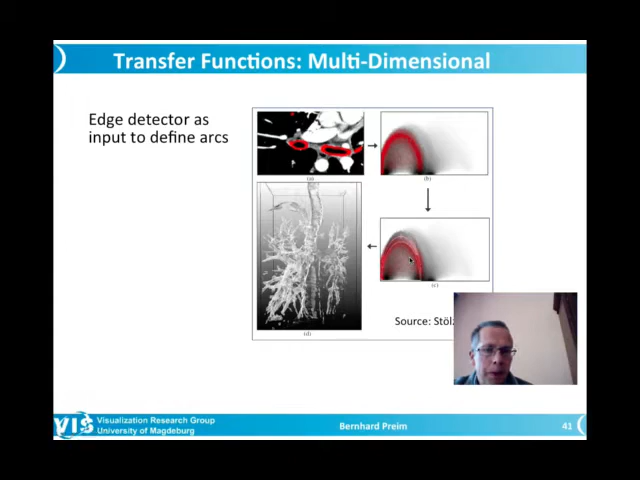 Transfer Functions: Multi-Dimensional
Edge detector as
input to define arcs
(a)
(b)
(c)
(d)
Source:
VIS
Visualization Research Group
University of Magdeburg
Bernhard Preim
41